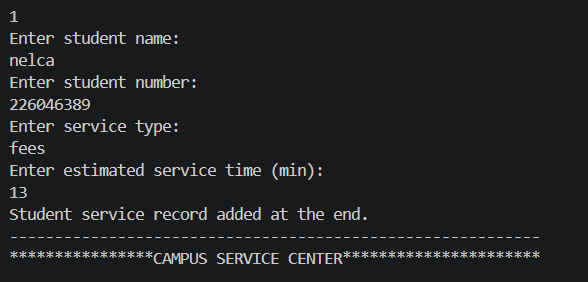 1
Enter student name:
nelca
Enter student number:
226046389
Enter service type:
fees
Enter estimated service time (min):
13
Student service record added at the end.
-----------------------------------------------------------
****************CAMPUS SERVICE CENTER**********************